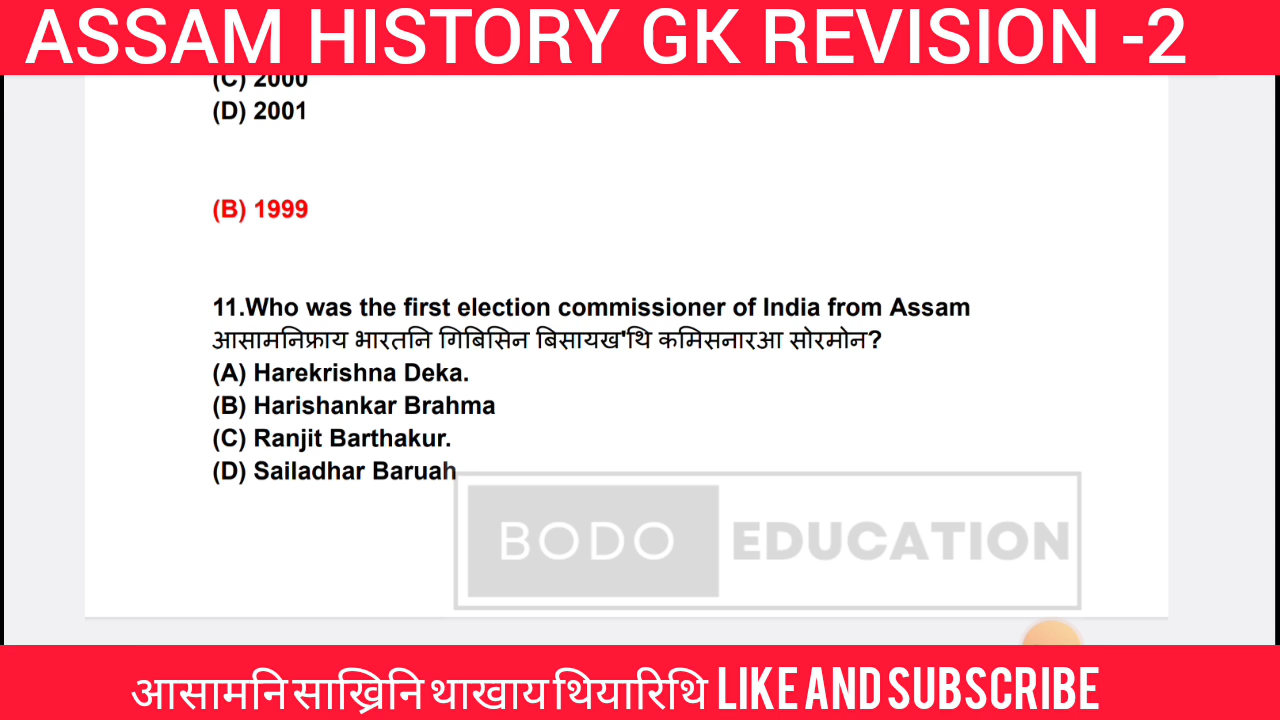 ASSAM HISTORY GK REVISION -2
(C) 2000
(D) 2001
(B) 1999
11.Who was the first election commissioner of India from Assam
आसामनिफ्राय भारतनि गिबिसिन बिसायख'थि कमिसनारआ सोरमोन?
(A) Harekrishna Deka.
(B) Harishankar Brahma
(C) Ranjit Barthakur.
(D) Sailadhar Baruah
BODO EDUCATION
आसामनि साख्रिनि थाखाय थियारिथि LIKE AND SUBSCRIBE